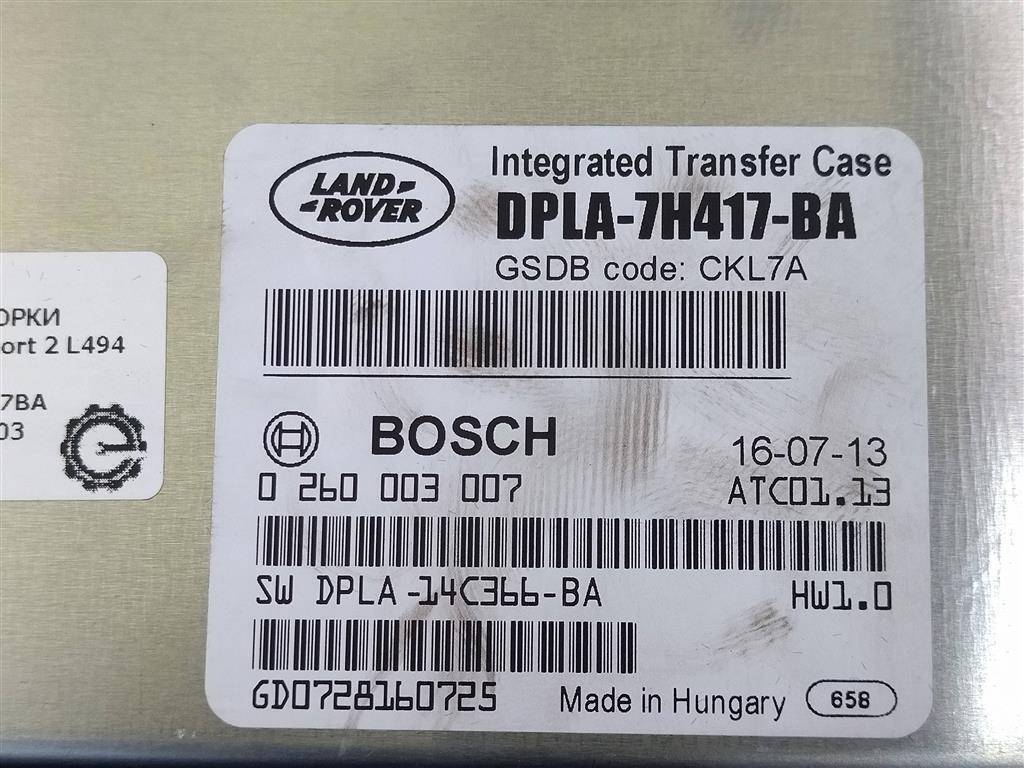 LAND
ROVER
Integrated Transfer Case
DPLA-7H417-BA
GSDB code: CKL7A
BOSCH
16-07-13
0 260 003 007
ATC01.13
SW DPLA-14C366-BA
HW1.0
GD072816072S
Made in Hungary
658
ОРКИ
ort 2 L494
7BA
03